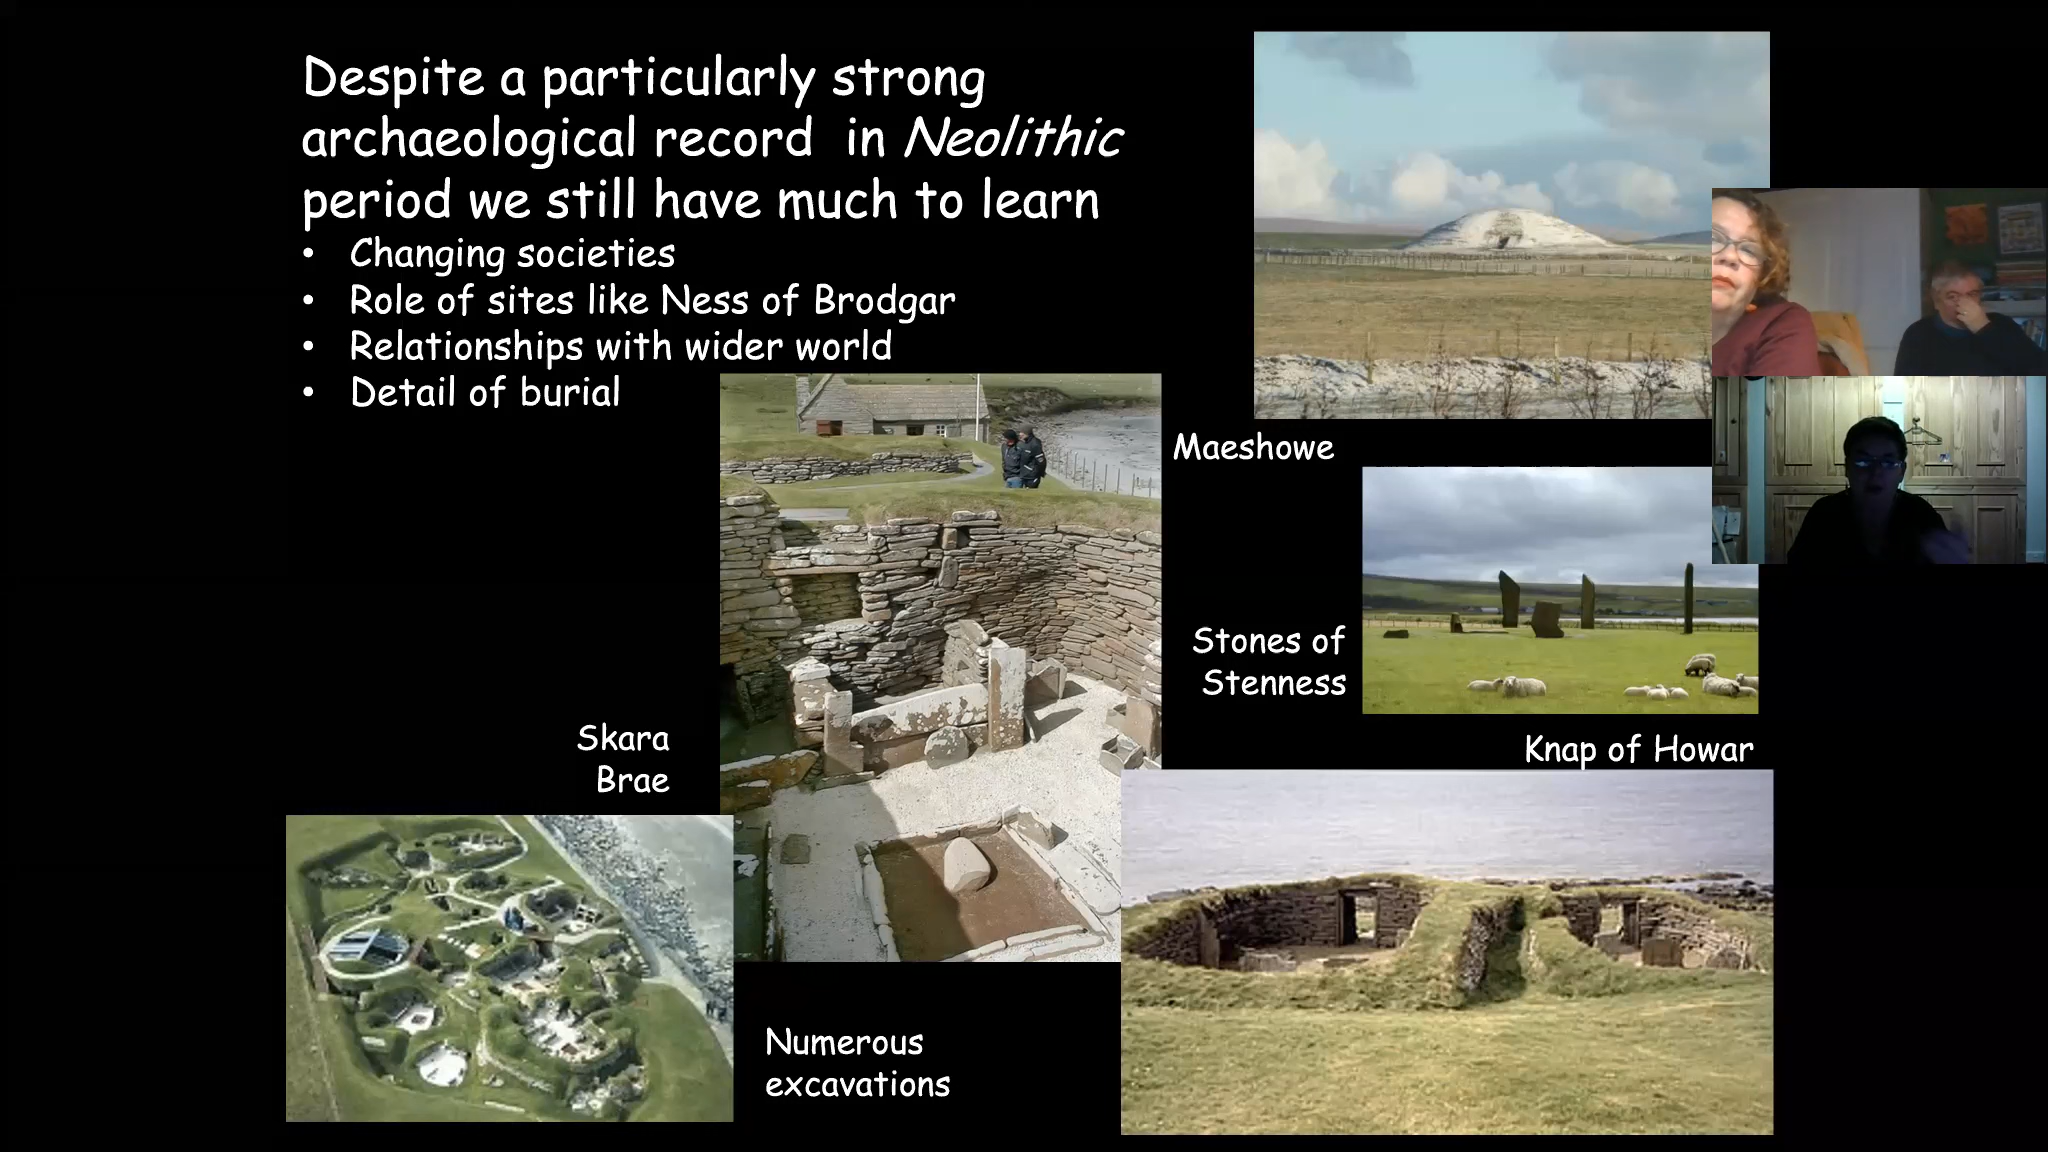 Despite a particularly strong
archaeological record in Neolithic
period we still have much to learn
• Changing societies
• Role of sites like Ness of Brodgar
• Relationships with wider world
• Detail of burial
Maeshowe
Stones of
Stenness
Skara
Brae
Knap of Howar
Numerous
excavations